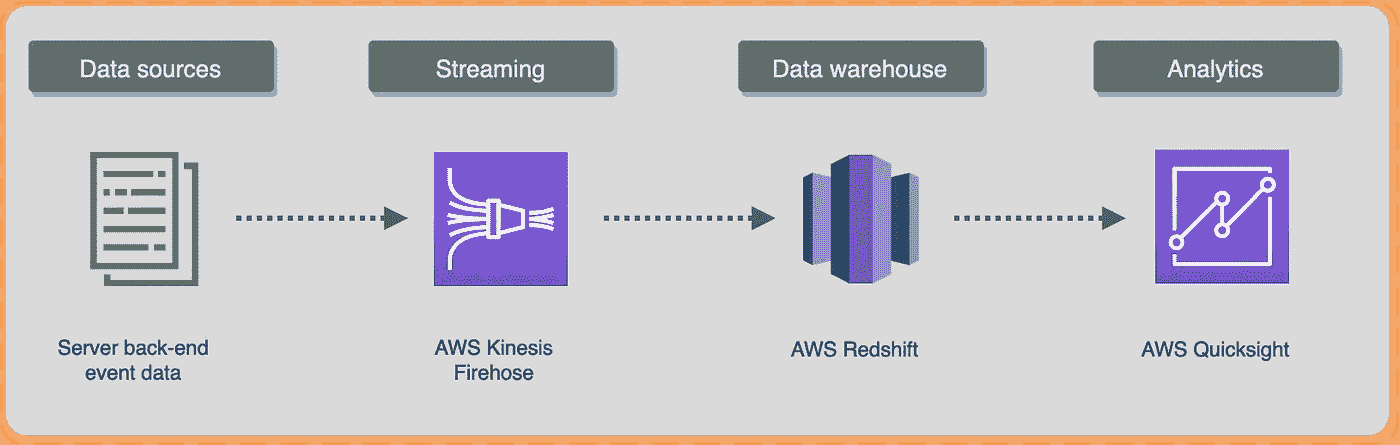 Data sources
Streaming
Data warehouse
Analytics
Server back-end
event data
AWS Kinesis
Firehose
AWS Redshift
AWS Quicksight